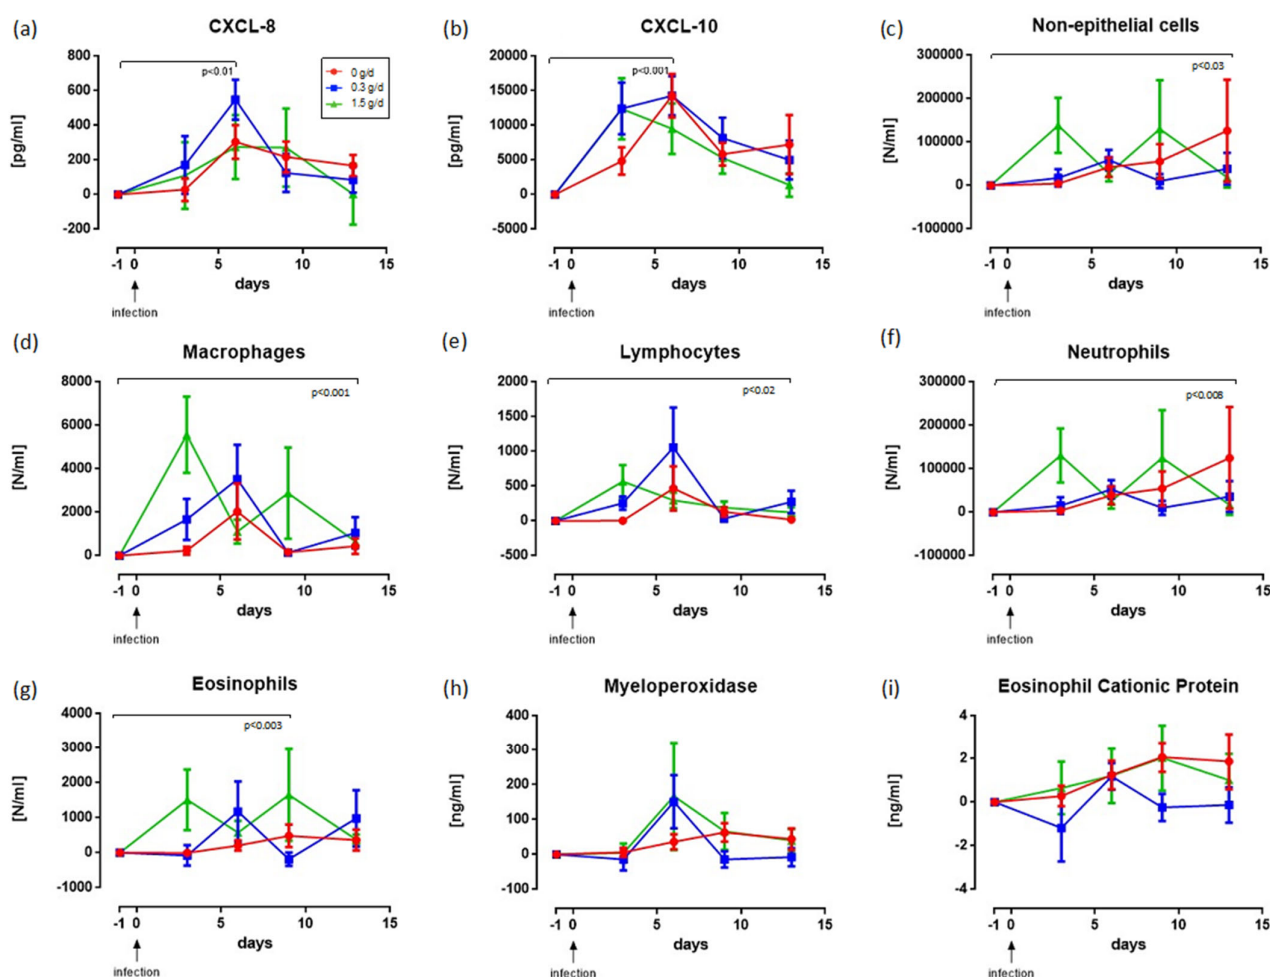 (a) CXCL-8
[pg/ml]
800
600
400
200
0
-200
p<0.01
0 g/d
0.3 g/d
1.5 g/d
-1 0 5 10 15
days
infection
(b) CXCL-10
[pg/ml]
20000
15000
10000
5000
0
-5000
p<0.001
-1 0 5 10 15
days
infection
(c) Non-epithelial cells
[N/ml]
300000
200000
100000
0
-100000
p<0.03
-1 0 5 10 15
days
infection
(d) Macrophages
[N/ml]
8000
6000
4000
2000
0
p<0.001
-1 0 5 10 15
days
infection
(e) Lymphocytes
[N/ml]
2000
1500
1000
500
0
-500
p<0.02
-1 0 5 10 15
days
infection
(f) Neutrophils
[N/ml]
300000
200000
100000
0
-100000
p<0.008
-1 0 5 10 15
days
infection
(g) Eosinophils
[N/ml]
4000
3000
2000
1000
0
-1000
p<0.003
-1 0 5 10 15
days
infection
(h) Myeloperoxidase
[ng/ml]
400
300
200
100
0
-100
-1 0 5 10 15
days
infection
(i) Eosinophil Cationic Protein
[ng/ml]
4
2
0
-2
-4
-1 0 5 10 15
days
infection